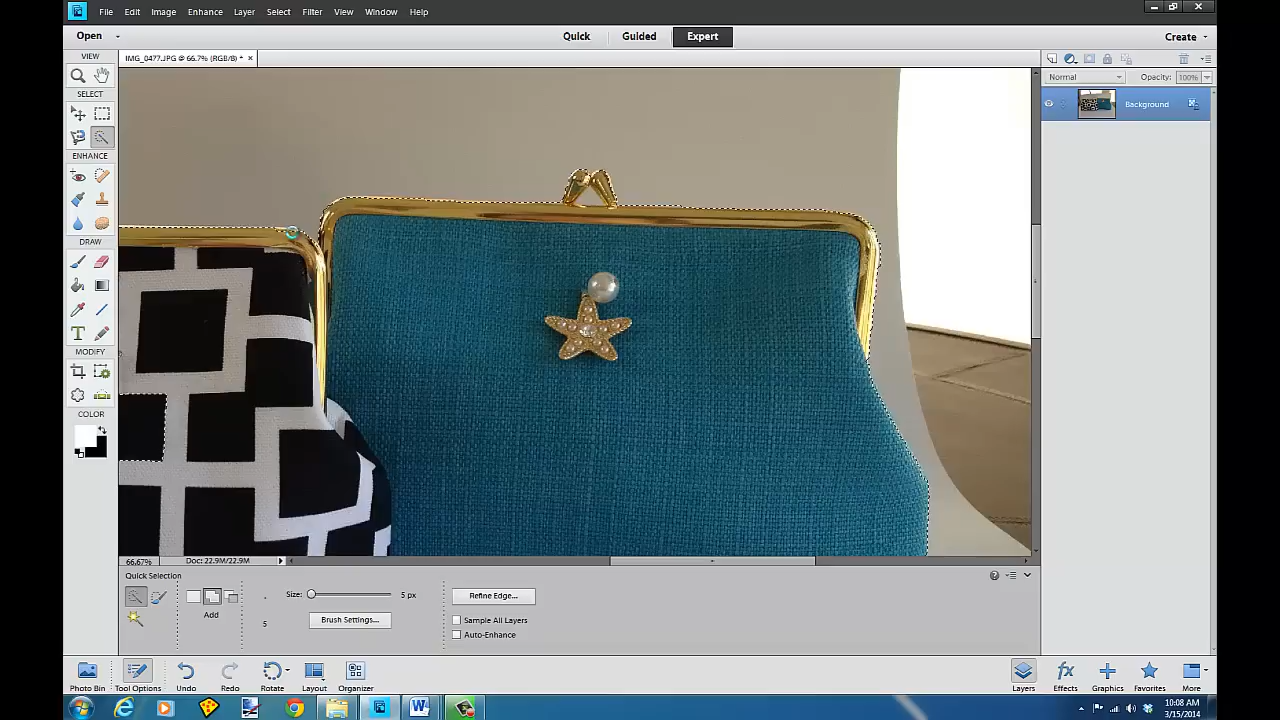 File Edit Image Enhance Layer Select Filter View Window Help
Open Quick Guided Expert Create
VIEW
IMG_0477.JPG @ 66.7% (RGB/8) * ×
Normal Opacity: 100%
SELECT
Background
ENHANCE
DRAW
T
MODIFY
COLOR
66.67% Doc: 22.9M/22.9M
Quick Selection
Size: 5 px
Refine Edge...
Add
5
Brush Settings...
Sample All Layers
Auto-Enhance
fx
Photo Bin Tool Options Undo Redo Rotate Layout Organizer Layers Effects Graphics Favorites More
W
10:08 AM
3/15/2014